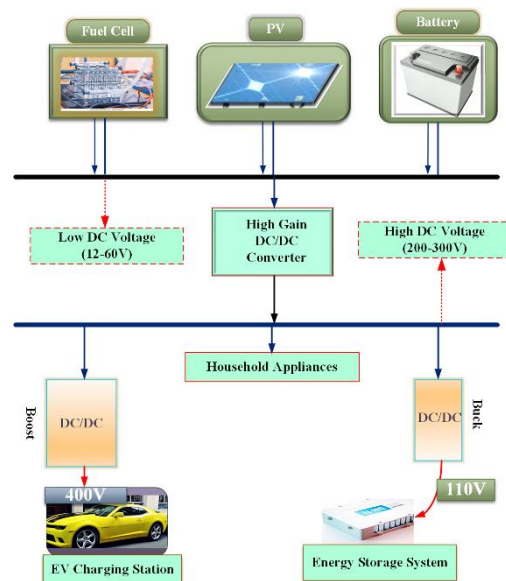 Fuel Cell
PV
Battery
Low DC Voltage
(12-60V)
High Gain
DC/DC
Converter
High DC Voltage
(200-300V)
Household Appliances
Boost
DC/DC
DC/DC
Buck
400V
110V
EV Charging Station
Energy Storage System